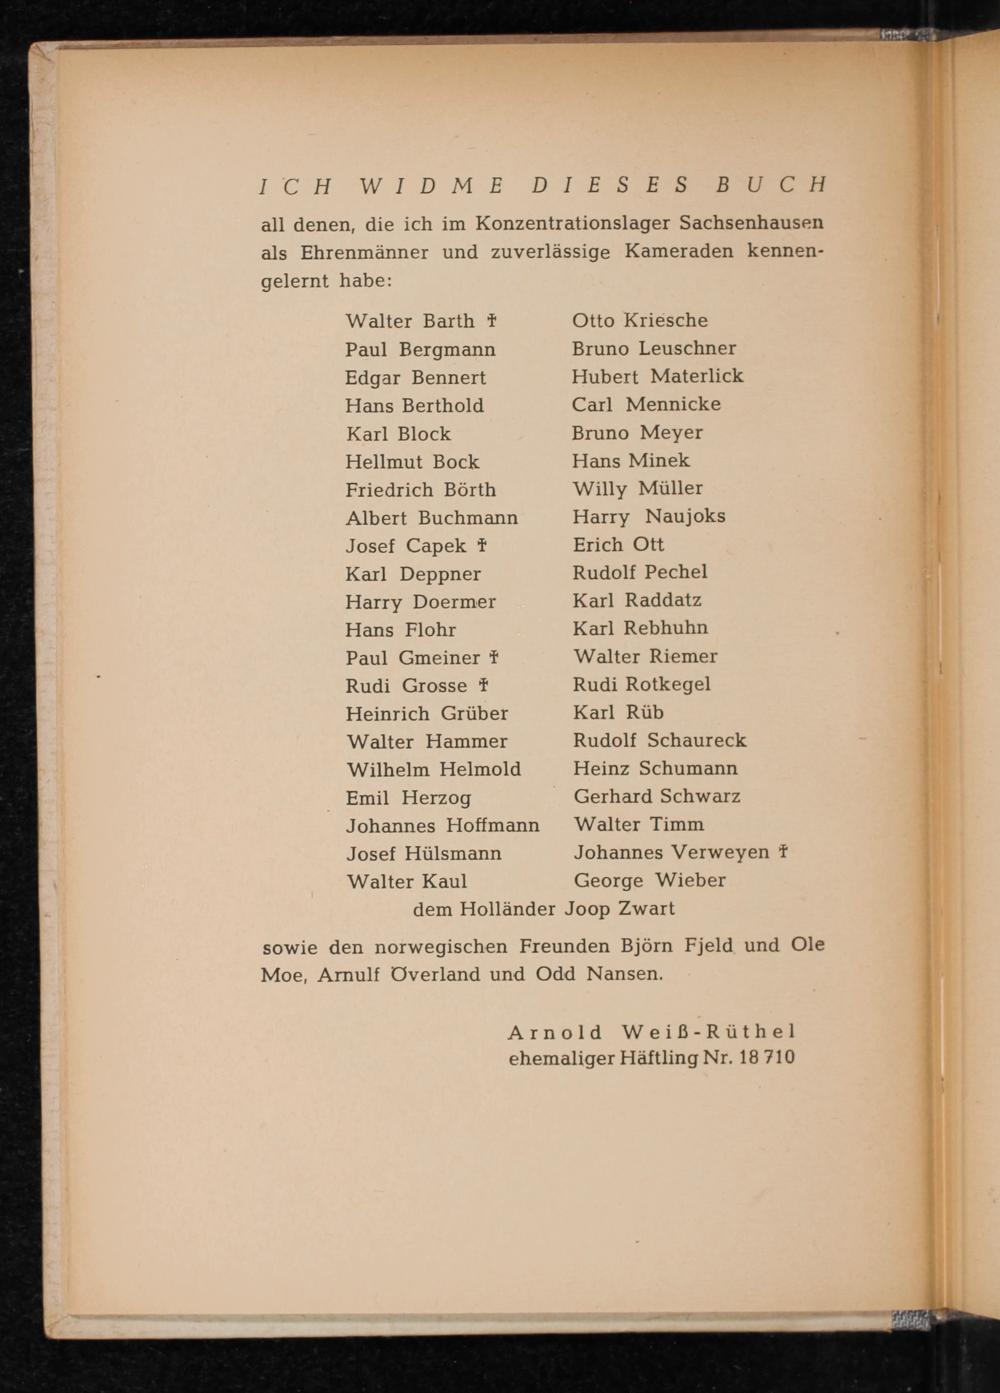 ICH WIDME DIESES BUCH
all denen, die ich im Konzentrationslager Sachsenhausen
als Ehrenmänner und zuverlässige Kameraden kennen-
gelernt habe:
Walter Barth ✝
Paul Bergmann
Edgar Bennert
Hans Berthold
Karl Block
Hellmut Bock
Friedrich Börth
Albert Buchmann
Josef Capek ✝
Karl Deppner
Harry Doermer
Hans Flohr
Paul Gmeiner ✝
Rudi Grosse ✝
Heinrich Grüber
Walter Hammer
Wilhelm Helmold
Emil Herzog
Johannes Hoffmann
Josef Hülsmann
Walter Kaul
Otto Kriesche
Bruno Leuschner
Hubert Materlick
Carl Mennicke
Bruno Meyer
Hans Minek
Willy Müller
Harry Naujoks
Erich Ott
Rudolf Pechel
Karl Raddatz
Karl Rebhuhn
Walter Riemer
Rudi Rotkegel
Karl Rüb
Rudolf Schaureck
Heinz Schumann
Gerhard Schwarz
Walter Timm
Johannes Verweyen ✝
George Wieber
dem Holländer Joop Zwart
sowie den norwegischen Freunden Björn Fjeld und Ole
Moe, Arnulf Överland und Odd Nansen.
Arnold Weiß-Rüthel
ehemaliger Häftling Nr. 18 710